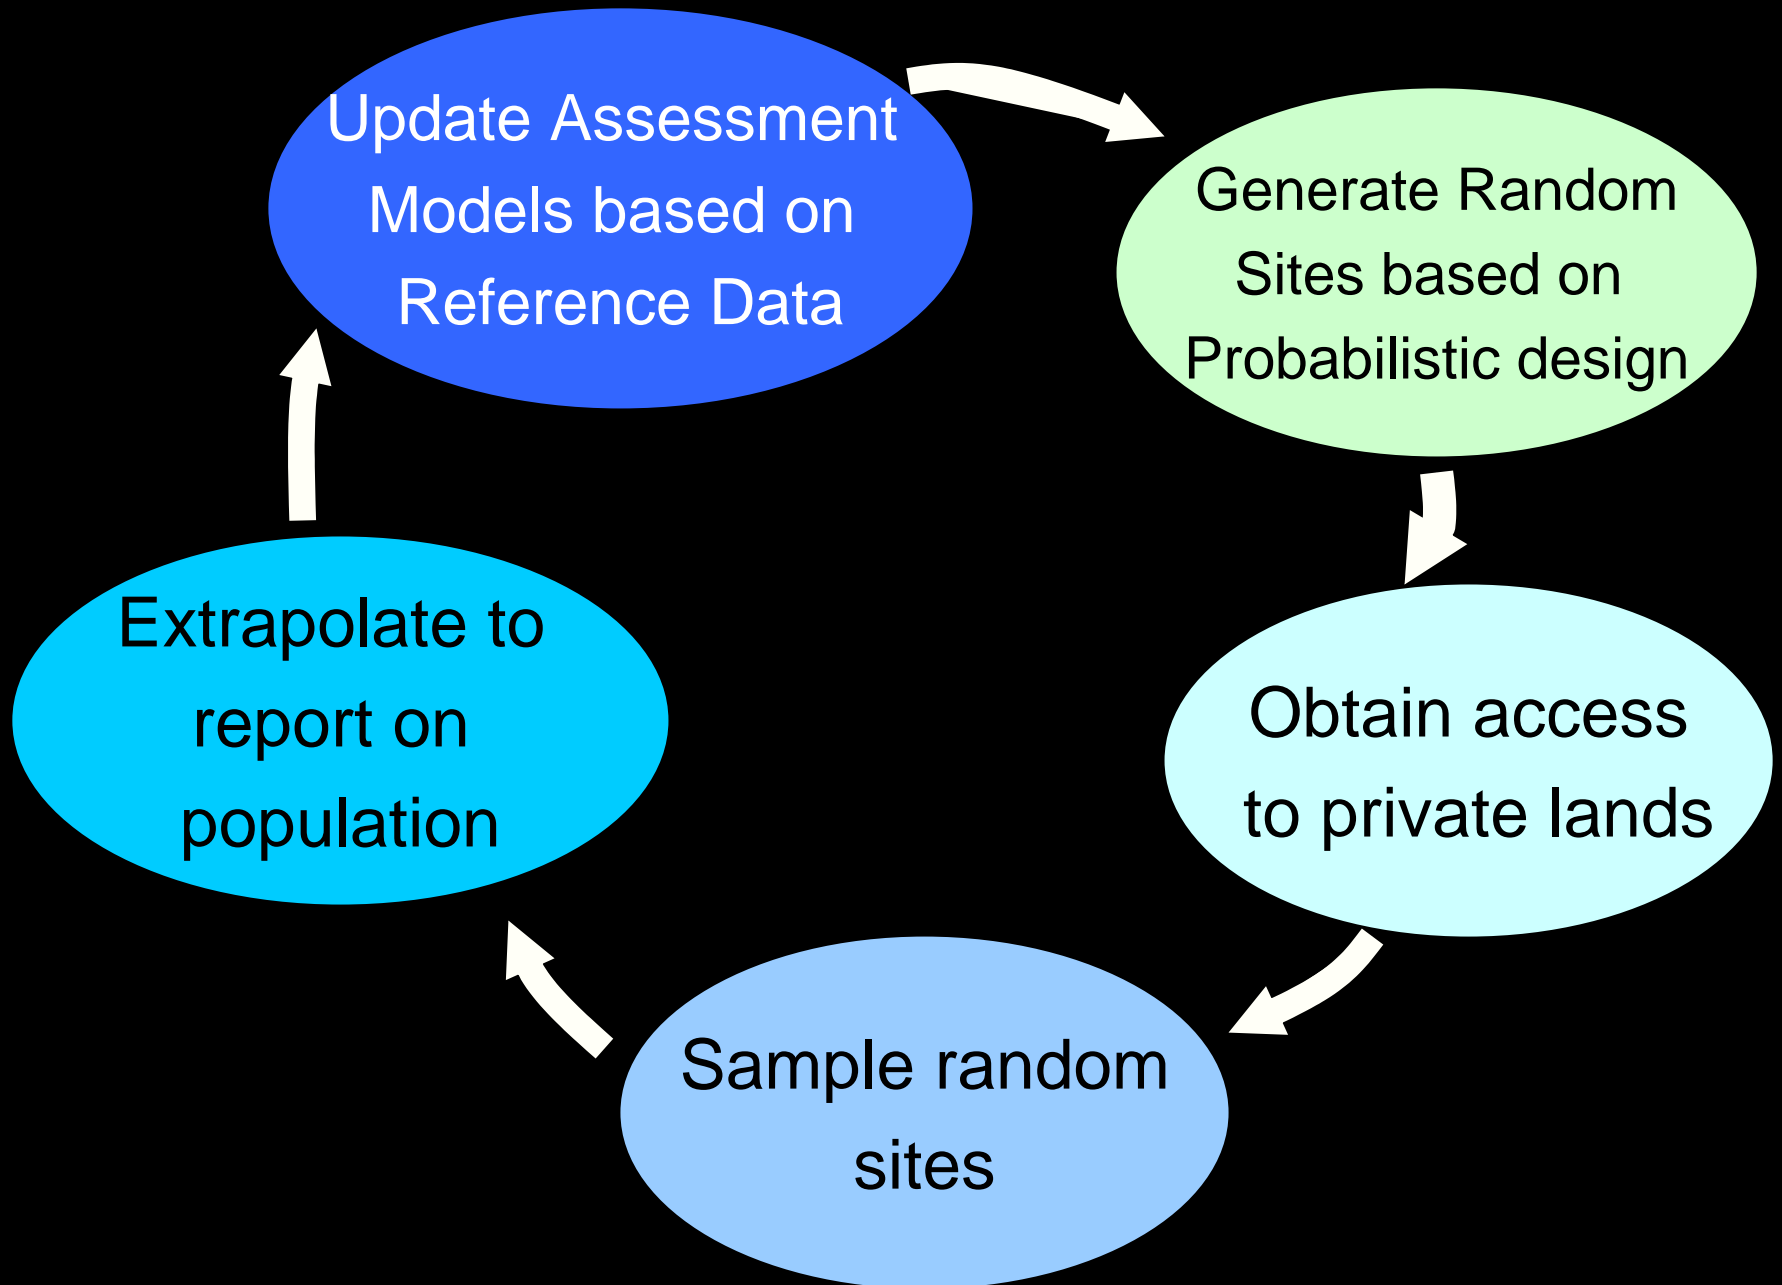 Update Assessment
Models based on
Reference Data
Generate Random
Sites based on
Probabilistic design
Obtain access
to private lands
Sample random
sites
Extrapolate to
report on
population